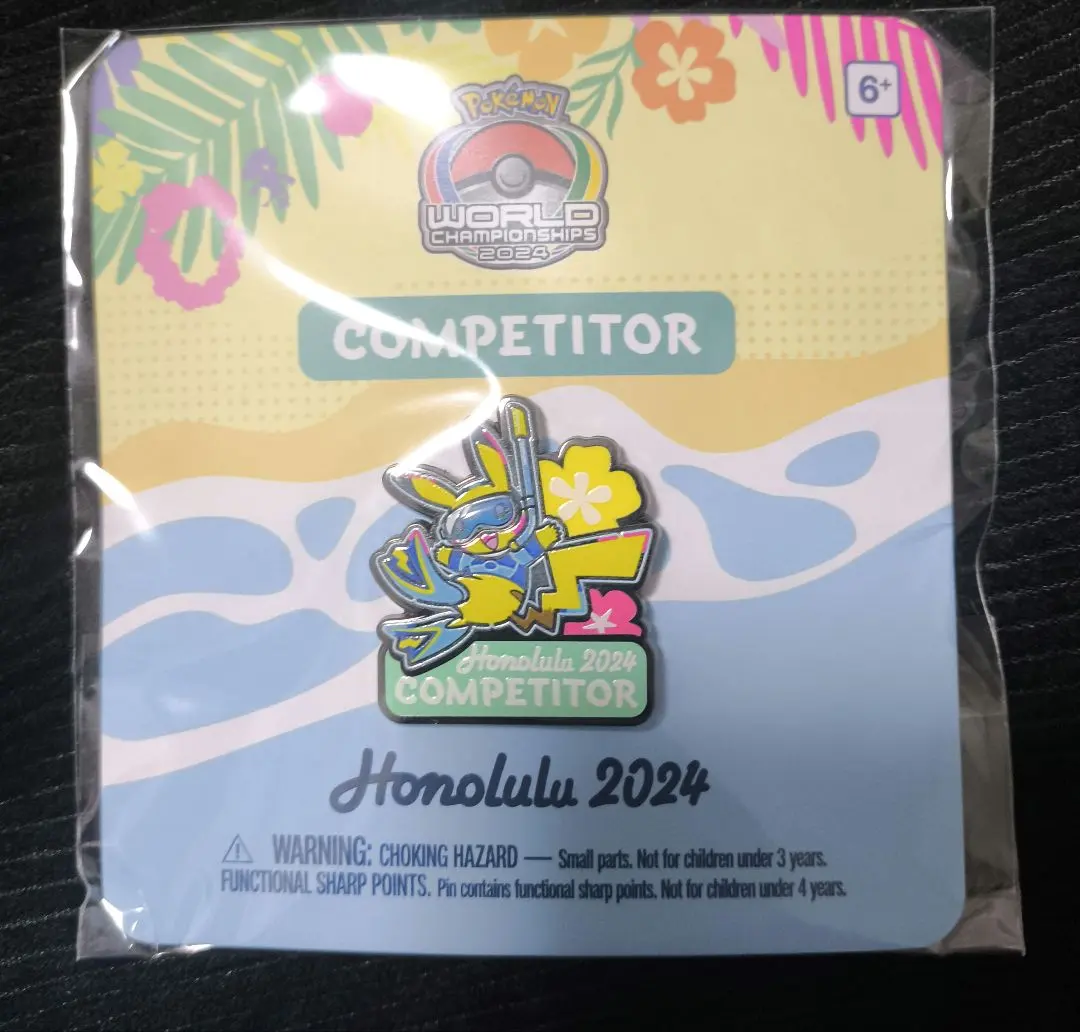 6+
POKéMON
WORLD
CHAMPIONSHIPS
2024
COMPETITOR
Honolulu 2024
COMPETITOR
Honolulu 2024
WARNING: CHOKING HAZARD — Small parts. Not for children under 3 years.
FUNCTIONAL SHARP POINTS. Pin contains functional sharp points. Not for children under 4 years.